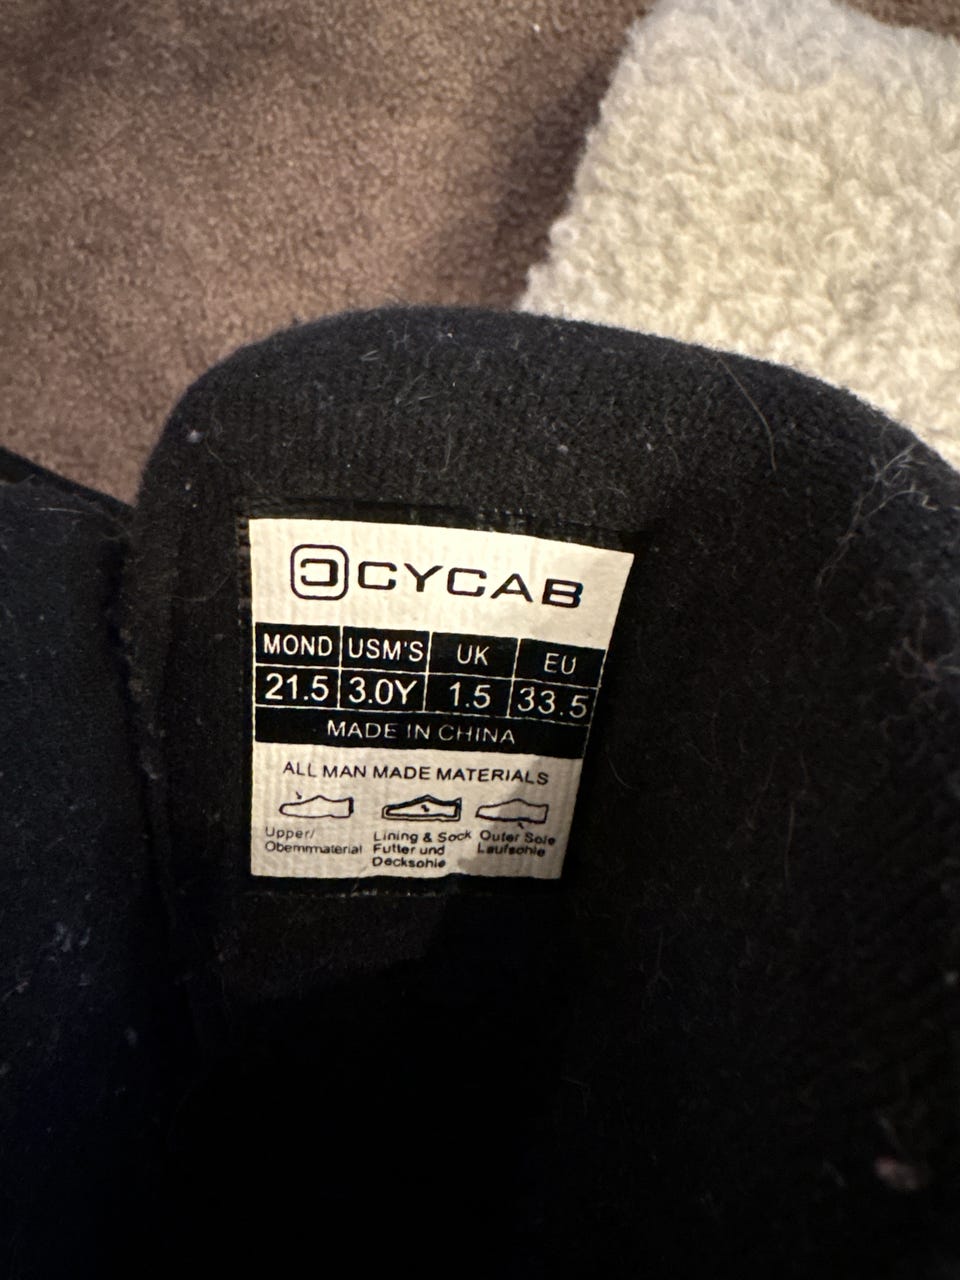 CYCAB
MOND USM'S UK EU
21.5 3.0Y 1.5 33.5
MADE IN CHINA
ALL MAN MADE MATERIALS
Upper/ Lining & Sock Outer Sole
Obermmaterial Futter und Laufsohle
Decksohle